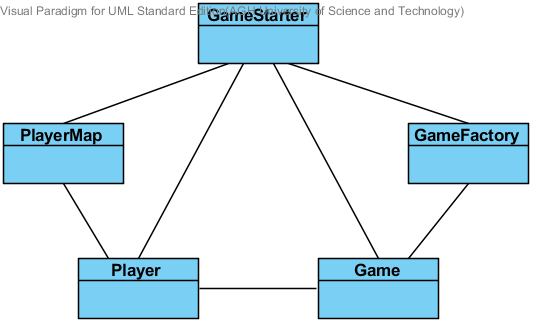 Visual Paradigm for UML Standard Edition(AGH University of Science and Technology)
GameStarter
PlayerMap
GameFactory
Player
Game